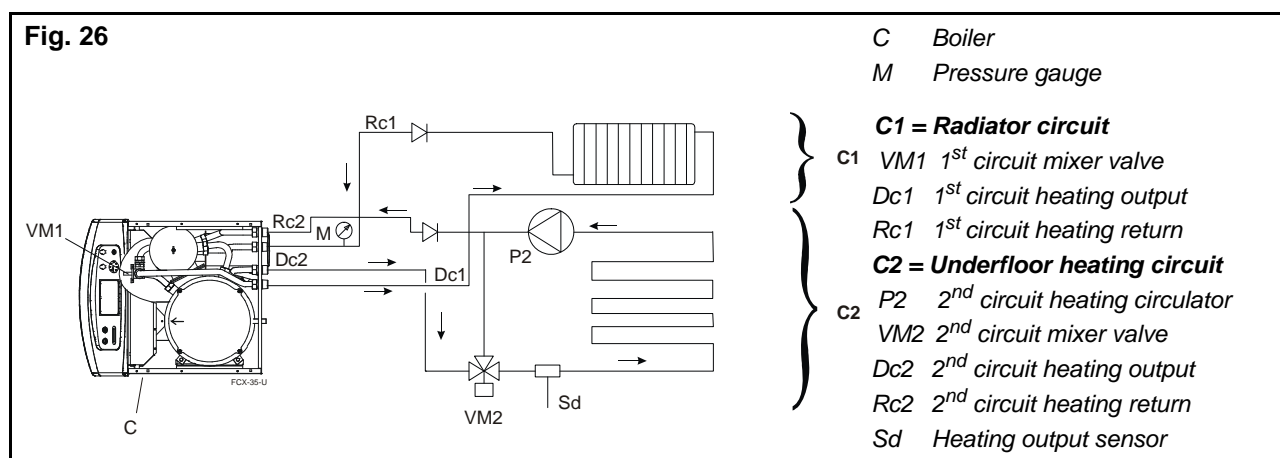 Fig. 26
Rc1
VM1
Rc2
M
Dc2
Dc1
P2
FCX-35-U
C
VM2
Sd
C Boiler
M Pressure gauge
C1
C1 = Radiator circuit
VM1 1st circuit mixer valve
Dc1 1st circuit heating output
Rc1 1st circuit heating return
C2
C2 = Underfloor heating circuit
P2 2nd circuit heating circulator
VM2 2nd circuit mixer valve
Dc2 2nd circuit heating output
Rc2 2nd circuit heating return
Sd Heating output sensor